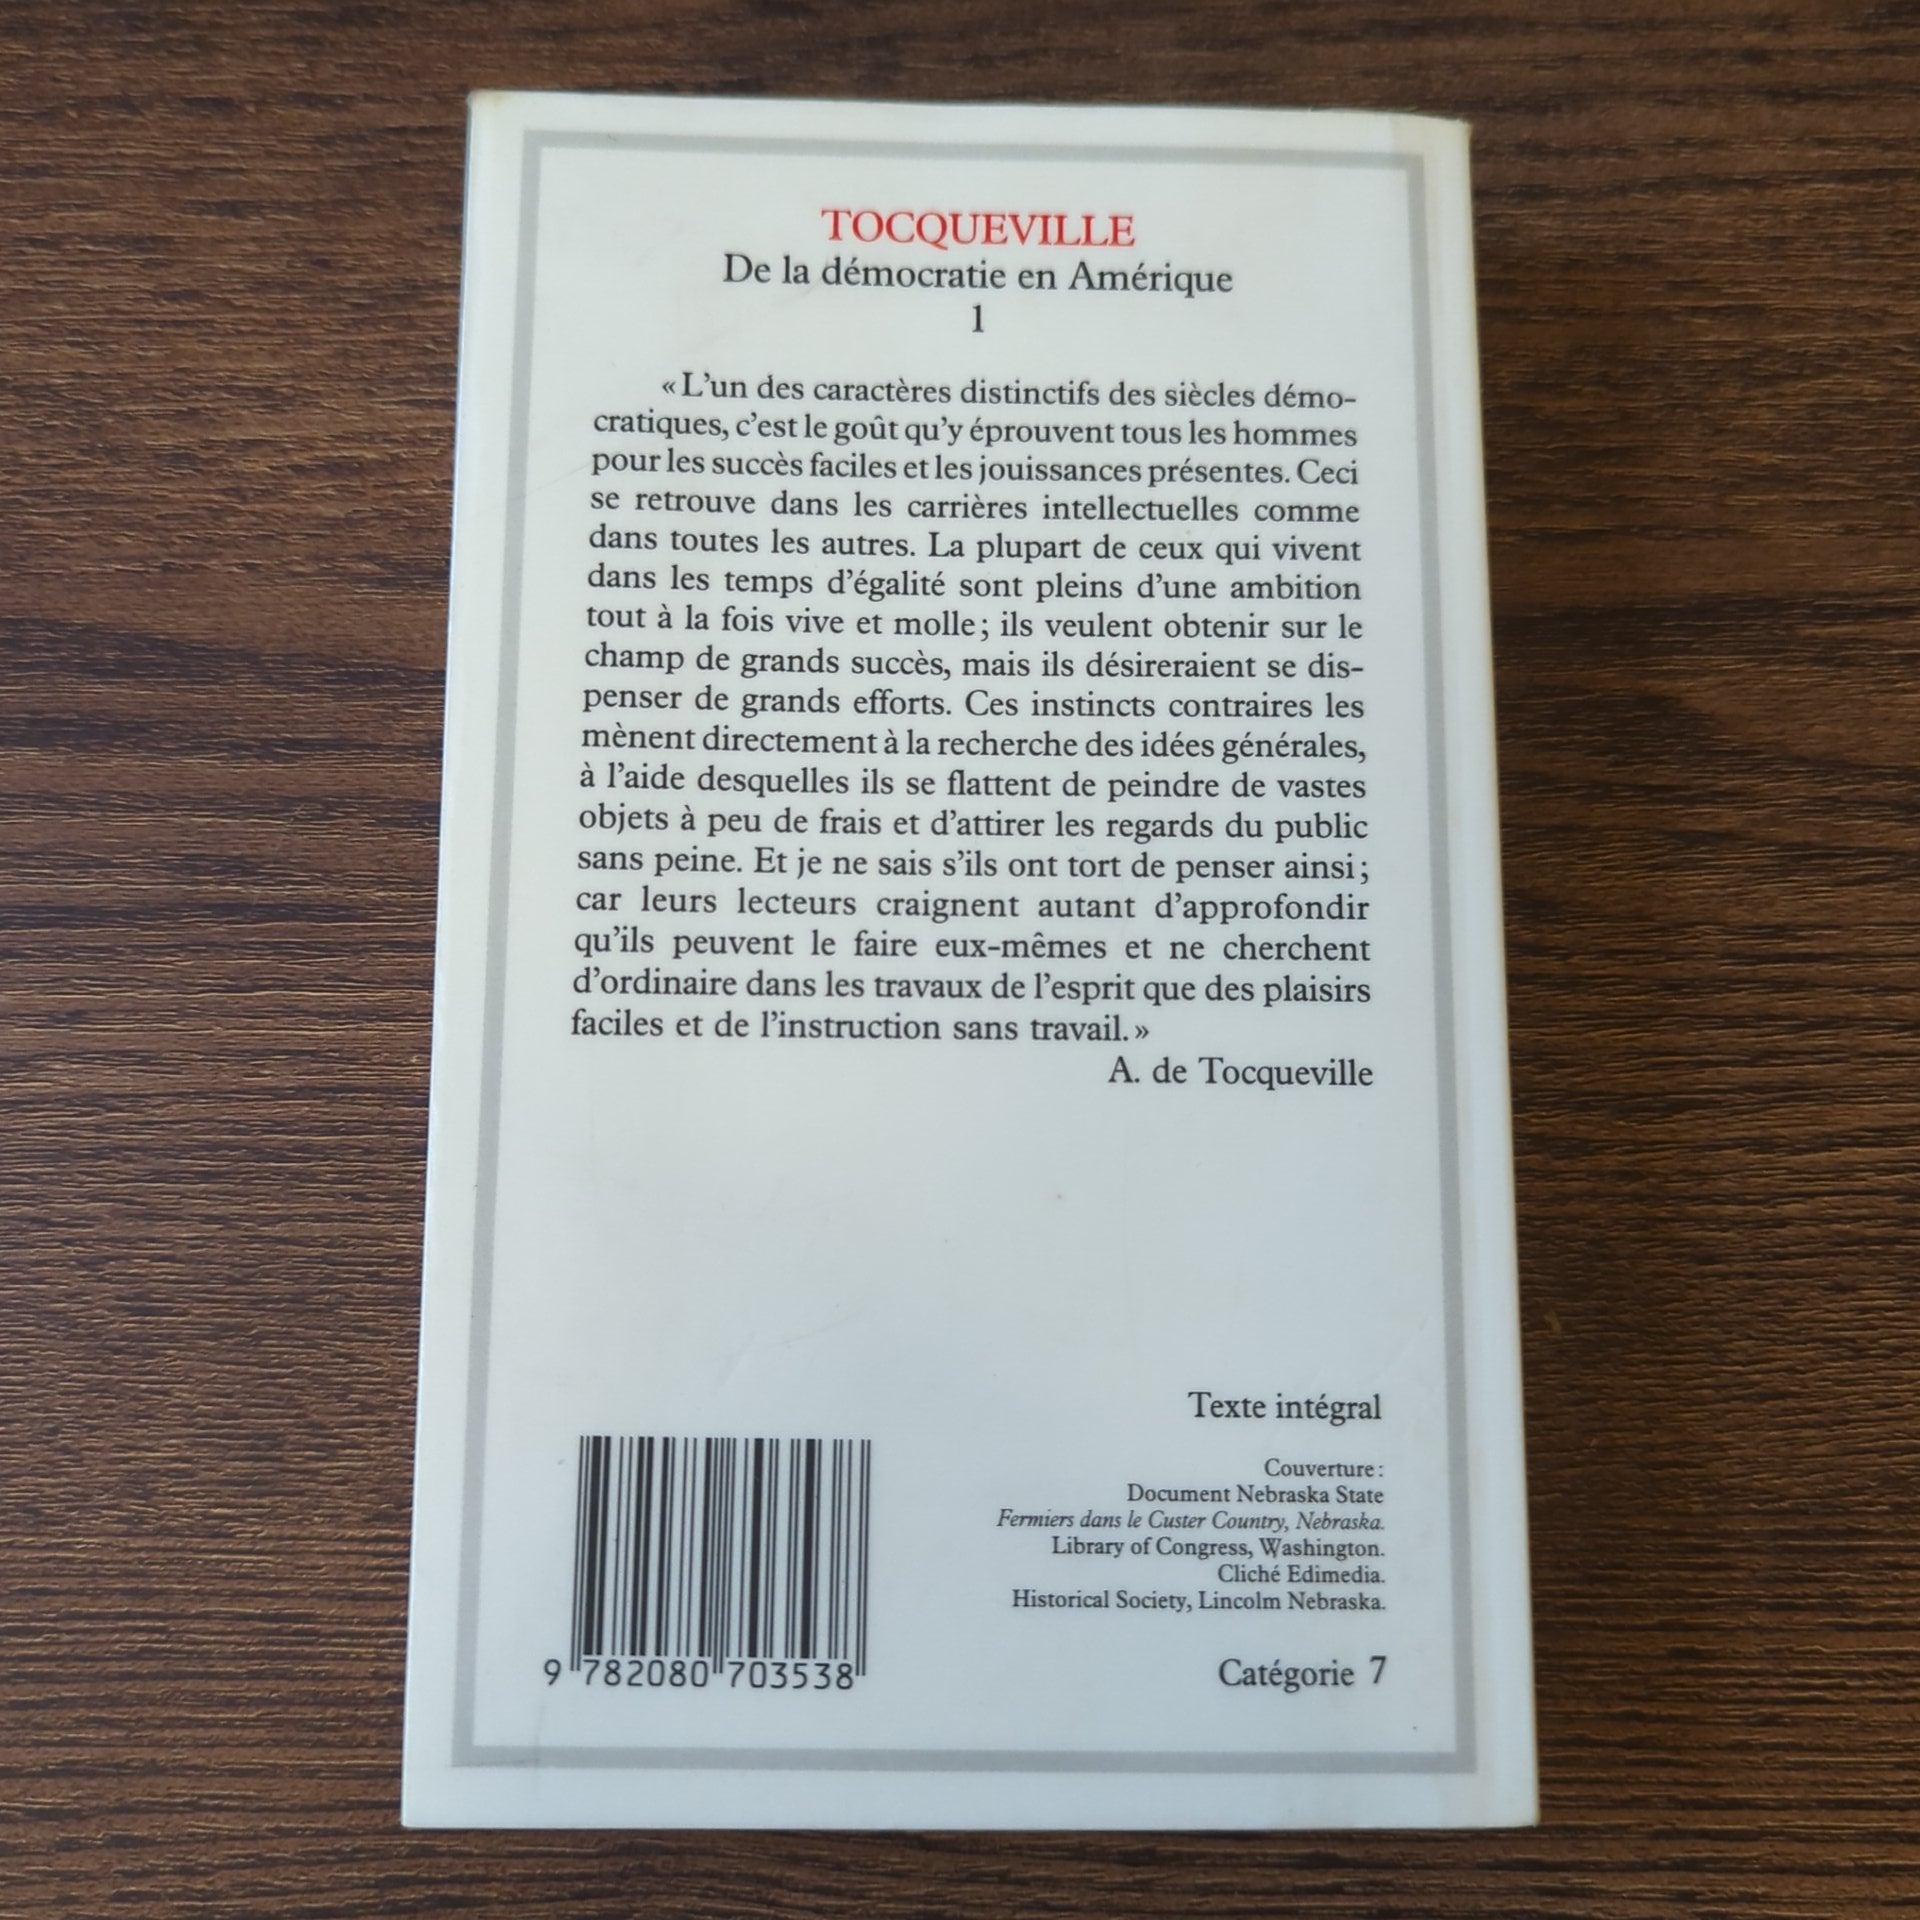 TOCQUEVILLE
De la démocratie en Amérique
1
« L'un des caractères distinctifs des siècles démo-
cratiques, c'est le goût qu'y éprouvent tous les hommes
pour les succès faciles et les jouissances présentes. Ceci
se retrouve dans les carrières intellectuelles comme
dans toutes les autres. La plupart de ceux qui vivent
dans les temps d'égalité sont pleins d'une ambition
tout à la fois vive et molle ; ils veulent obtenir sur le
champ de grands succès, mais ils désireraient se dis-
penser de grands efforts. Ces instincts contraires les
mènent directement à la recherche des idées générales,
à l'aide desquelles ils se flattent de peindre de vastes
objets à peu de frais et d'attirer les regards du public
sans peine. Et je ne sais s'ils ont tort de penser ainsi ;
car leurs lecteurs craignent autant d'approfondir
qu'ils peuvent le faire eux-mêmes et ne cherchent
d'ordinaire dans les travaux de l'esprit que des plaisirs
faciles et de l'instruction sans travail. »
A. de Tocqueville
Texte intégral
Couverture :
Document Nebraska State
Fermiers dans le Custer Country, Nebraska.
Library of Congress, Washington.
Cliché Edimedia.
Historical Society, Lincolm Nebraska.
9 782080 703538
Catégorie 7